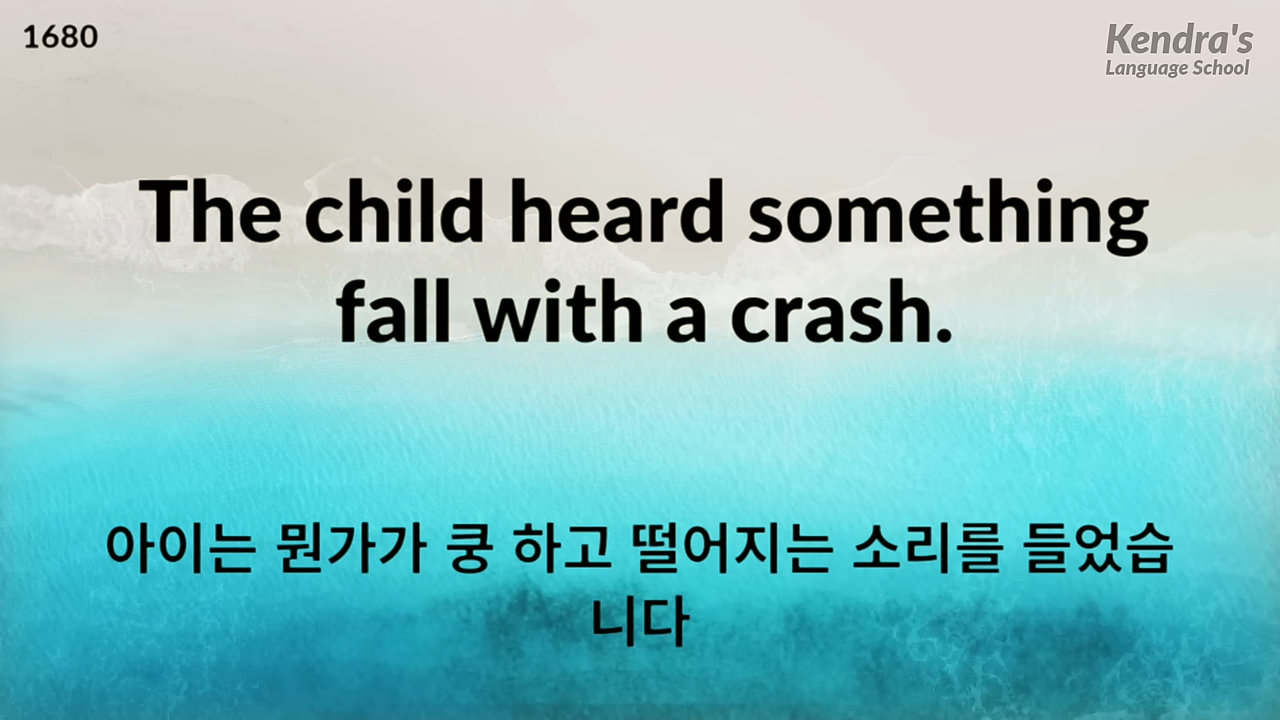 1680
Kendra's
Language School
The child heard something
fall with a crash.
아이는 뭔가가 쿵 하고 떨어지는 소리를 들었습
니다